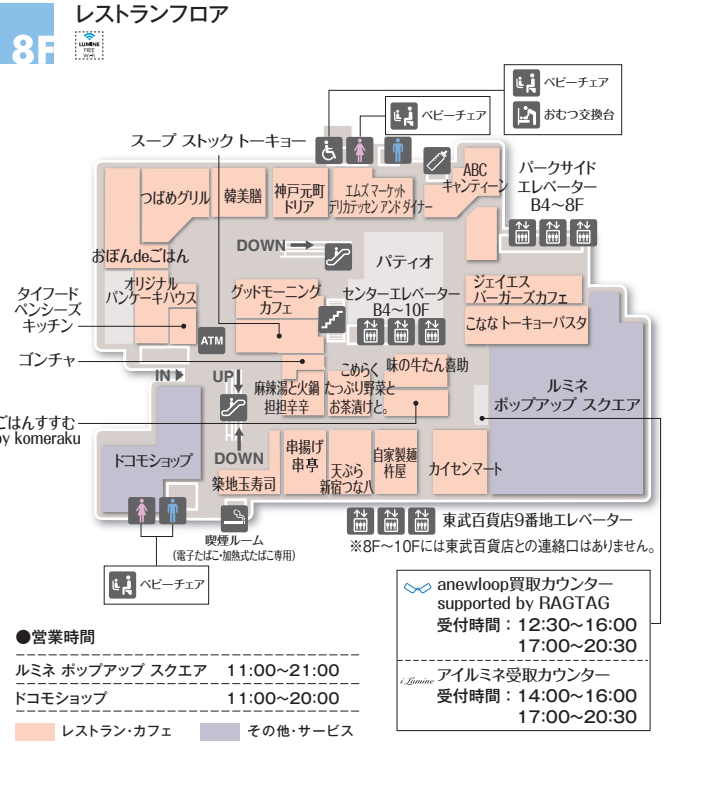 レストランフロア
8F
LUMINE
FREE
Wi-Fi
ベビーチェア
おむつ交換台
ベビーチェア
スープ ストック トーキョー
つばめグリル
韓美膳
神戸元町
ドリア
エムズ マーケット
デリカテッセン アンド ダイナー
ABC
キャンティーン
パークサイド
エレベーター
B4〜8F
おぼんdeごはん
DOWN
パティオ
オリジナル
パンケーキハウス
グッドモーニング
カフェ
センターエレベーター
B4〜10F
ジェイエス
バーガーズカフェ
タイフード
ペンシーズ
キッチン
ATM
こなな トーキョーパスタ
ゴンチャ
IN
UP
麻辣湯と火鍋
担担辛辛
こめらく
たっぷり野菜と
お茶漬けと。
味の牛たん喜助
ルミネ
ポップアップ スクエア
ごはんすすむ
by komeraku
ドコモショップ
DOWN
築地玉寿司
串揚げ
串亭
天ぷら
新宿つな八
自家製麺
杵屋
カイセンマート
喫煙ルーム
(電子たばこ・加熱式たばこ専用)
東武百貨店9番地エレベーター
※8F〜10Fには東武百貨店との連絡口はありません。
ベビーチェア
anewloop買取カウンター
supported by RAGTAG
受付時間：12:30〜16:00
17:00〜20:30
i Lumine アイルミネ受取カウンター
受付時間：14:00〜16:00
17:00〜20:30
●営業時間
ルミネ ポップアップ スクエア 11:00〜21:00
ドコモショップ 11:00〜20:00
レストラン・カフェ その他・サービス